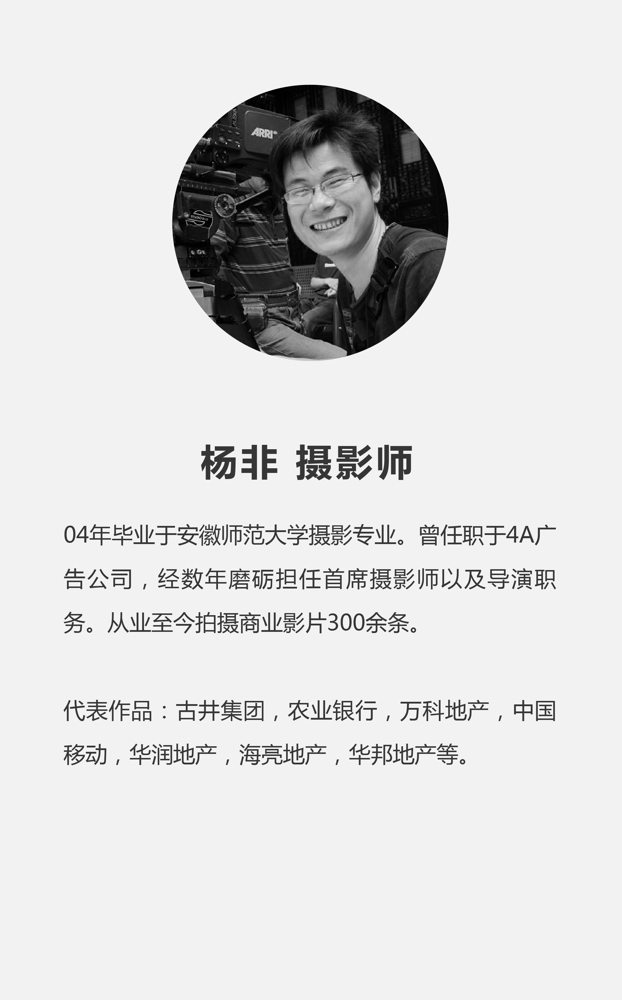 ALEXA
ARRI
杨非 摄影师
04年毕业于安徽师范大学摄影专业。曾任职于4A广
告公司，经数年磨砺担任首席摄影师以及导演职
务。从业至今拍摄商业影片300余条。
代表作品：古井集团，农业银行，万科地产，中国
移动，华润地产，海亮地产，华邦地产等。